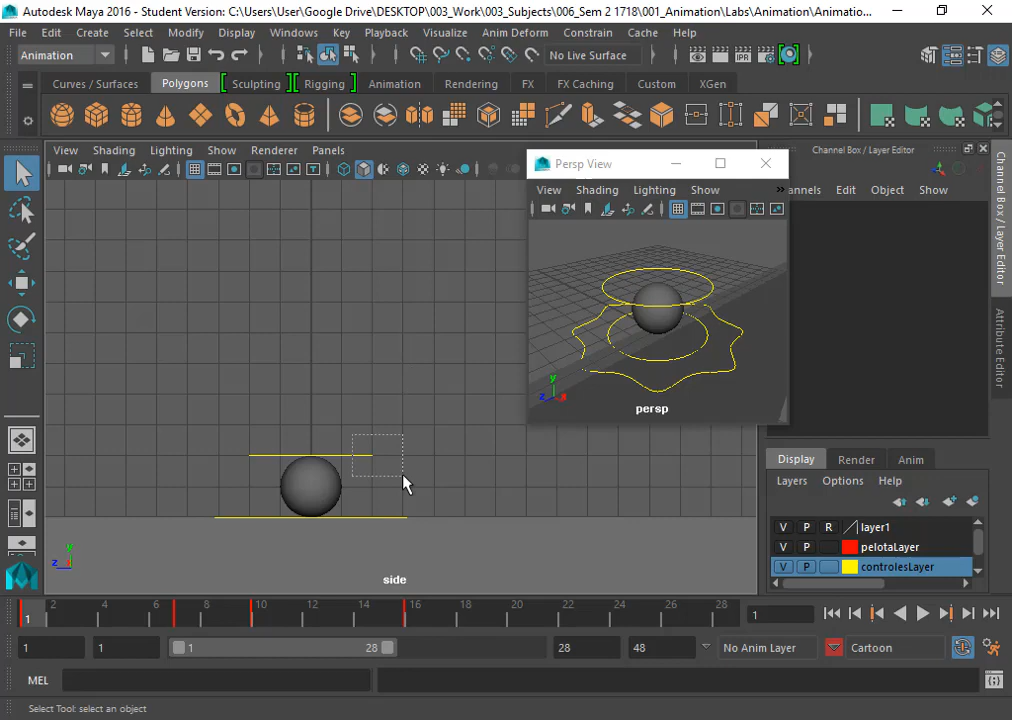 Autodesk Maya 2016 - Student Version: C:\Users\User\Google Drive\DESKTOP\003_Work\003_Subjects\006_Sem 2 1718\001_Animation\Labs\Animation\Animatio...
File Edit Create Select Modify Display Windows Key Playback Visualize Anim Deform Constrain Cache Help
Animation No Live Surface IPR
Curves / Surfaces Polygons Sculpting Rigging Animation Rendering FX FX Caching Custom XGen
View Shading Lighting Show Renderer Panels
Persp View
View Shading Lighting Show »
persp
y
z x
Channel Box / Layer Editor
annels Edit Object Show
Channel Box / Layer Editor
Attribute Editor
Display Render Anim
Layers Options Help
V P R layer1
V P pelotaLayer
V P controlesLayer
y
z
side
2 4 6 8 10 12 14 16 18 20 22 24 26 28
1
1
1 1 1 28 28 48 No Anim Layer Cartoon
MEL
Select Tool: select an object